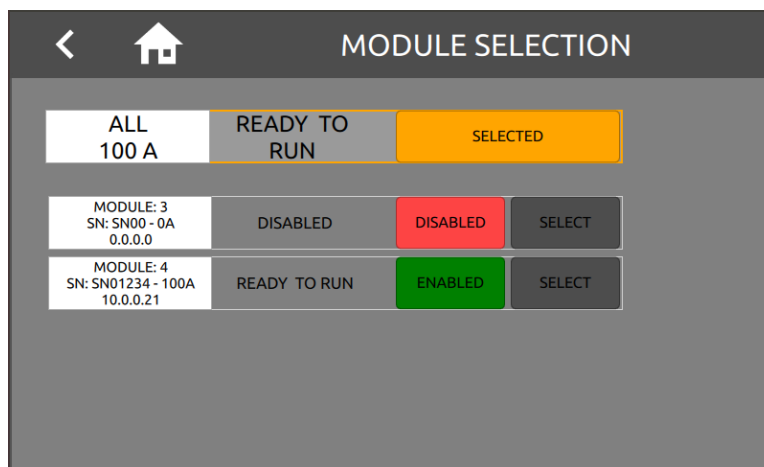 MODULE SELECTION
ALL
100 A
READY TO
RUN
SELECTED
MODULE: 3
SN: SN00 - 0A
0.0.0.0
DISABLED
DISABLED
SELECT
MODULE: 4
SN: SN01234 - 100A
10.0.0.21
READY TO RUN
ENABLED
SELECT